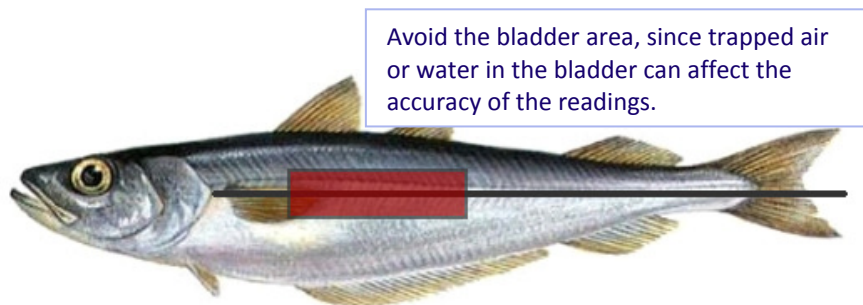 Avoid the bladder area, since trapped air
or water in the bladder can affect the
accuracy of the readings.